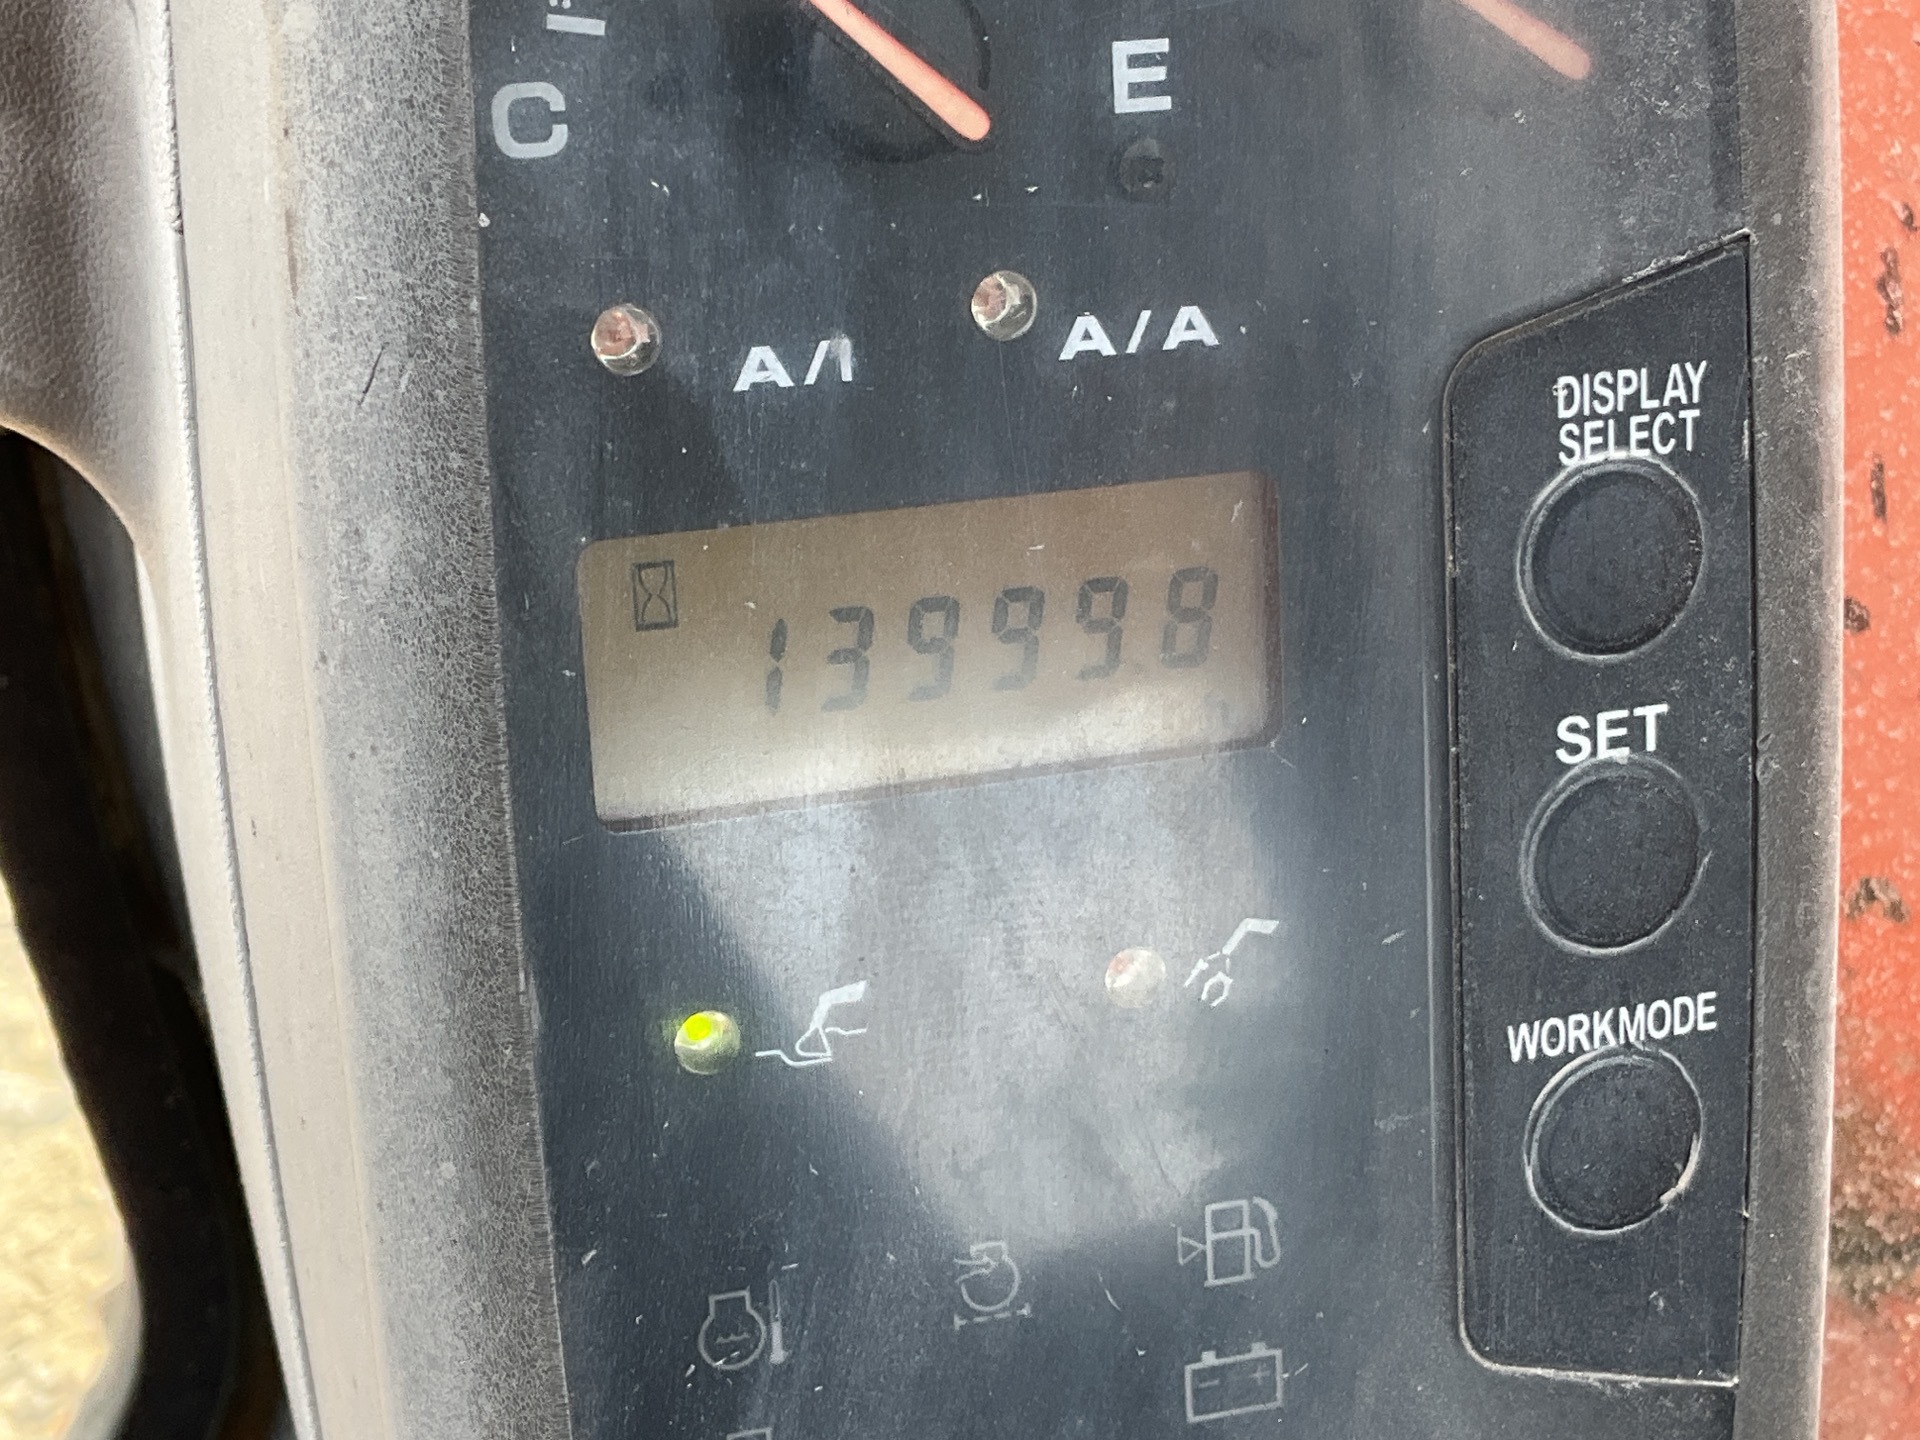 C
E
A/I
A/A
DISPLAY
SELECT
139998
SET
WORKMODE